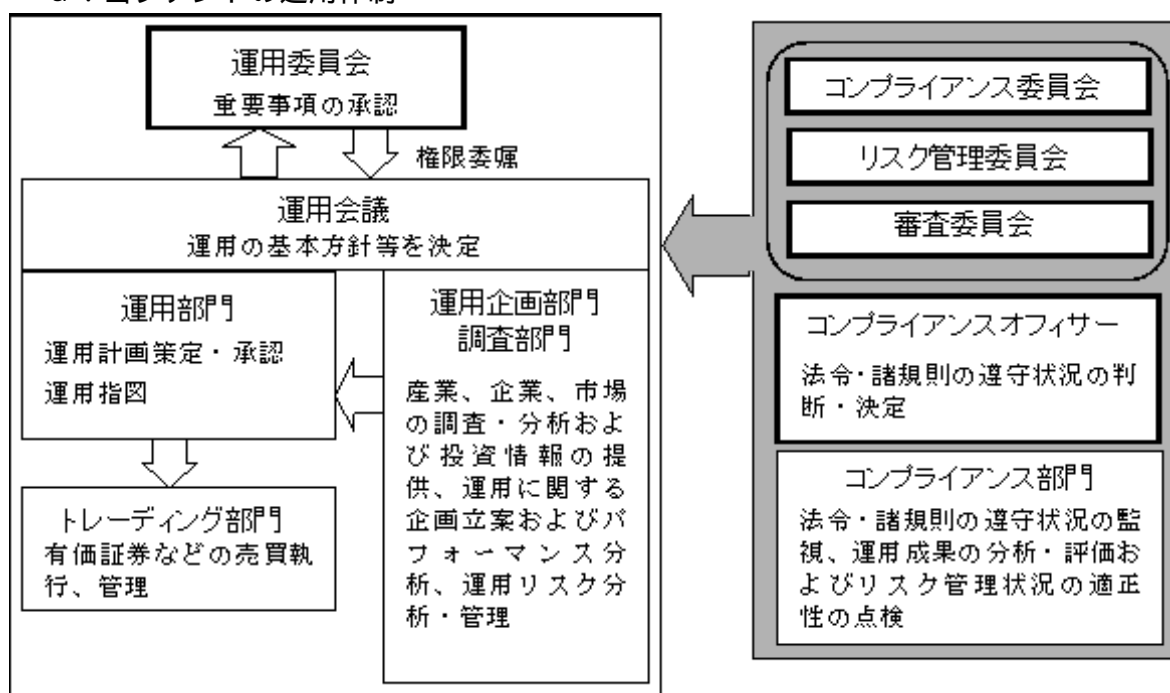 当ファンドの運用体制
運用委員会
重要事項の承認
権限委嘱
運用会議
運用の基本方針等を決定
運用部門
運用計画策定・承認
運用指図
トレーディング部門
有価証券などの売買執
行、管理
運用企画部門
調査部門
産業、企業、市場
の調査・分析およ
び投資情報の提
供、運用に関する
企画立案およびパ
フォーマンス分
析、運用リスク分
析・管理
コンプライアンス委員会
リスク管理委員会
審査委員会
コンプライアンスオフィサー
法令・諸規則の遵守状況の判
断・決定
コンプライアンス部門
法令・諸規則の遵守状況の監
視、運用成果の分析・評価お
よびリスク管理状況の適正
性の点検